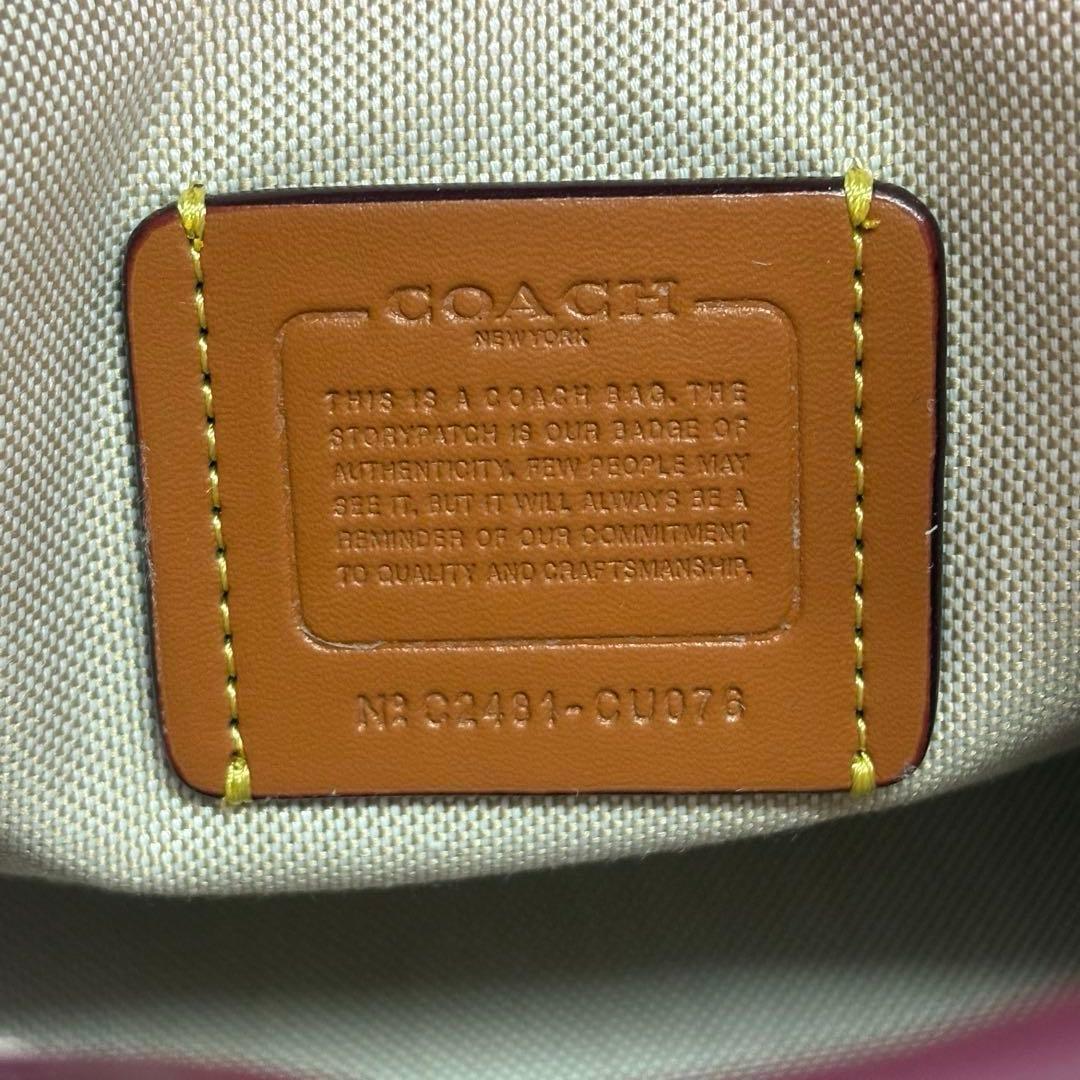 COACH
NEW YORK
THIS IS A COACH BAG. THE
STORYPATCH IS OUR BADGE OF
AUTHENTICITY. FEW PEOPLE MAY
SEE IT, BUT IT WILL ALWAYS BE A
REMINDER OF OUR COMMITMENT
TO QUALITY AND CRAFTSMANSHIP.
Nº C2491-CU076